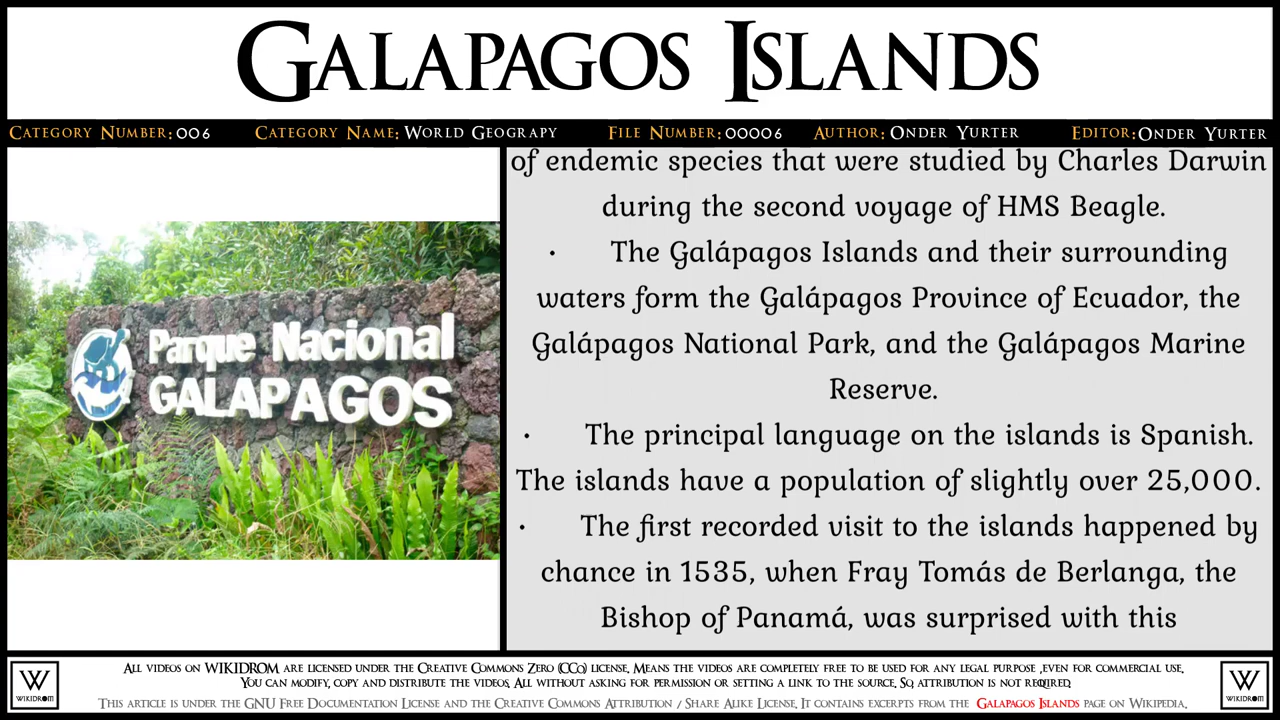 Galapagos Islands
Category Number: 006 Category Name: World Geograpy File Number: 00006 Author: Onder Yurter Editor: Onder Yurter
of endemic species that were studied by Charles Darwin
during the second voyage of HMS Beagle.
• The Galápagos Islands and their surrounding
waters form the Galápagos Province of Ecuador, the
Galápagos National Park, and the Galápagos Marine
Reserve.
• The principal language on the islands is Spanish.
The islands have a population of slightly over 25,000.
• The first recorded visit to the islands happened by
chance in 1535, when Fray Tomás de Berlanga, the
Bishop of Panamá, was surprised with this
Parque Nacional
GALAPAGOS
W
WIKIDROM
All videos on WIKIDROM are licensed under the Creative Commons Zero (CC0) license. Means the videos are completely free to be used for any legal purpose ,even for commercial use.
You can modify, copy and distribute the videos. All without asking for permission or setting a link to the source. So, attribution is not required.
This article is under the GNU Free Documentation License and the Creative Commons Attribution / Share Alike License. It contains excerpts from the Galapagos Islands page on Wikipedia.
W
WIKIDROM